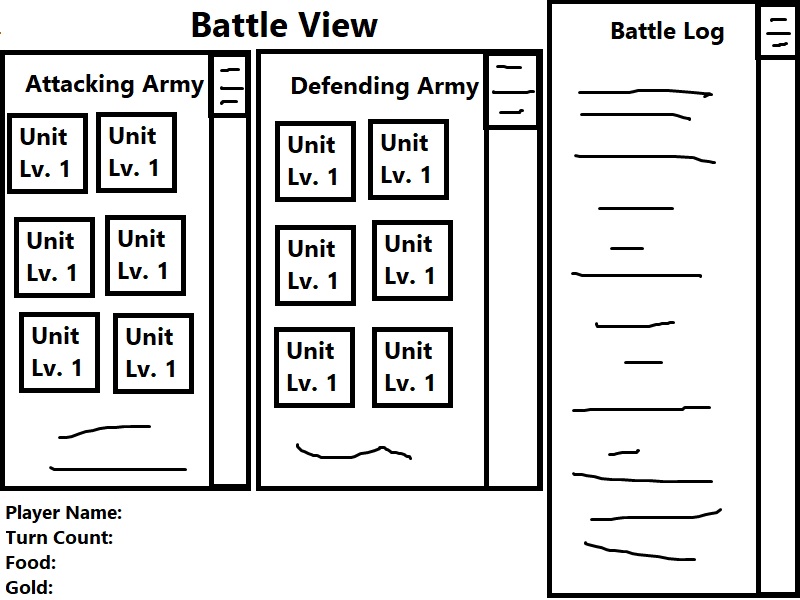 Battle View
Attacking Army
Unit
Lv. 1
Unit
Lv. 1
Unit
Lv. 1
Unit
Lv. 1
Unit
Lv. 1
Unit
Lv. 1
Defending Army
Unit
Lv. 1
Unit
Lv. 1
Unit
Lv. 1
Unit
Lv. 1
Unit
Lv. 1
Unit
Lv. 1
Battle Log
Player Name:
Turn Count:
Food:
Gold: